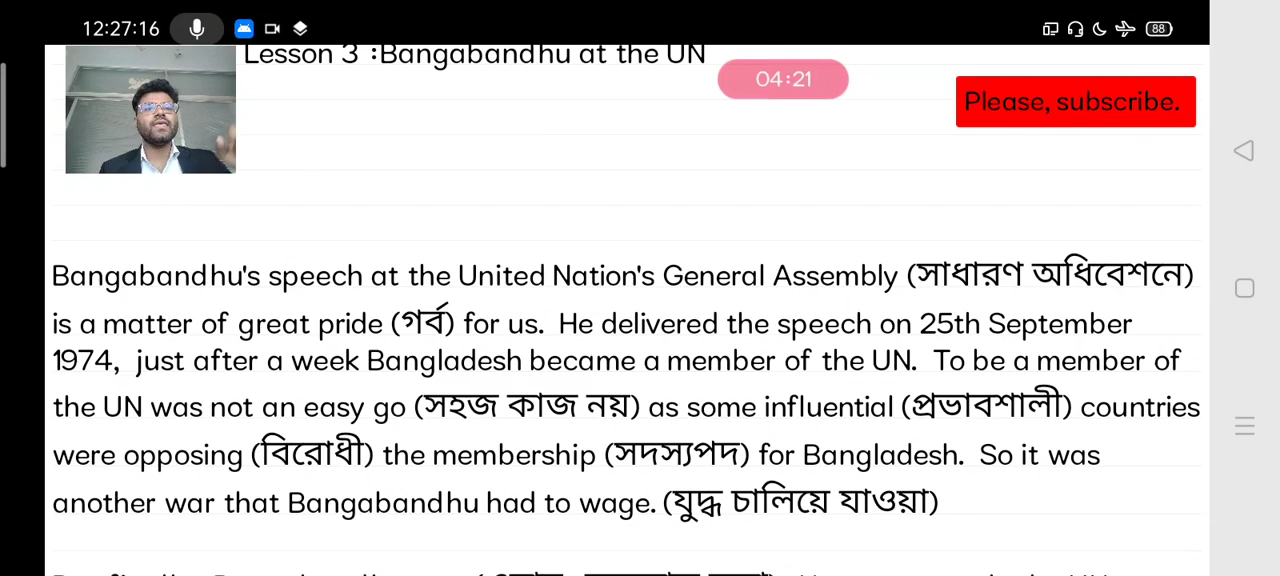 12:27:16
88
Lesson 3 :Bangabandhu at the UN
04:21
Please, subscribe.
Bangabandhu's speech at the United Nation's General Assembly (সাধারণ অধিবেশনে)
is a matter of great pride (গর্ব) for us. He delivered the speech on 25th September
1974, just after a week Bangladesh became a member of the UN. To be a member of
the UN was not an easy go (সহজ কাজ নয়) as some influential (প্রভাবশালী) countries
were opposing (বিরোধী) the membership (সদস্যপদ) for Bangladesh. So it was
another war that Bangabandhu had to wage. (যুদ্ধ চালিয়ে যাওয়া)